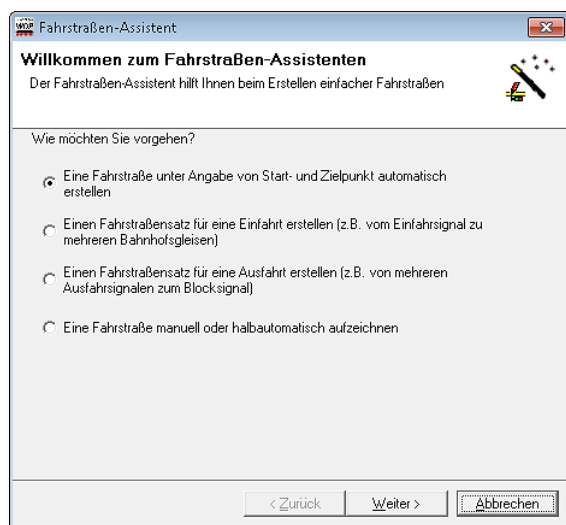 WDP Fahrstraßen-Assistent
Willkommen zum Fahrstraßen-Assistenten
Der Fahrstraßen-Assistent hilft Ihnen beim Erstellen einfacher Fahrstraßen
Wie möchten Sie vorgehen?
Eine Fahrstraße unter Angabe von Start- und Zielpunkt automatisch
erstellen
Einen Fahrstraßensatz für eine Einfahrt erstellen (z.B. vom Einfahrsignal zu
mehreren Bahnhofsgleisen)
Einen Fahrstraßensatz für eine Ausfahrt erstellen (z.B. von mehreren
Ausfahrsignalen zum Blocksignal)
Eine Fahrstraße manuell oder halbautomatisch aufzeichnen
< Zurück Weiter > Abbrechen